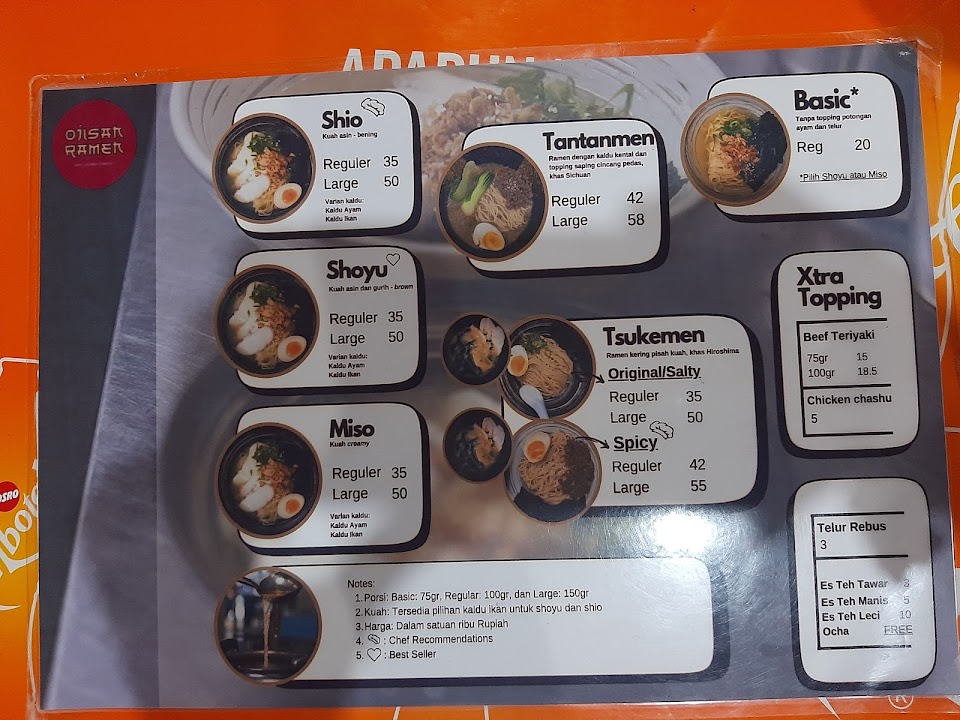 OJISAN
RAMEN
Shio
Kuah asin - bening
Reguler 35
Large 50
Varian kaldu:
Kaldu Ayam
Kaldu Ikan
Shoyu
Kuah asin dan gurih - brown
Reguler 35
Large 50
Varian kaldu:
Kaldu Ayam
Kaldu Ikan
Miso
Kuah creamy
Reguler 35
Large 50
Varian kaldu:
Kaldu Ayam
Kaldu Ikan
Tantanmen
Ramen dengan kaldu kental dan
topping saping cincang pedas,
khas Sichuan
Reguler 42
Large 58
Tsukemen
Ramen kering pisah kuah, khas Hiroshima
Original/Salty
Reguler 35
Large 50
Spicy
Reguler 42
Large 55
Basic*
Tanpa topping potongan
ayam dan telur
Reg 20
*Pilih Shoyu atau Miso
Xtra
Topping
Beef Teriyaki
75gr 15
100gr 18.5
Chicken chashu
5
Telur Rebus
3
Es Teh Tawar 3
Es Teh Manis 5
Es Teh Leci 10
Ocha FREE
Notes:
1. Porsi: Basic: 75gr, Regular: 100gr, dan Large: 150gr
2. Kuah: Tersedia pilihan kaldu ikan untuk shoyu dan shio
3. Harga: Dalam satuan ribu Rupiah
4. : Chef Recommendations
5. : Best Seller